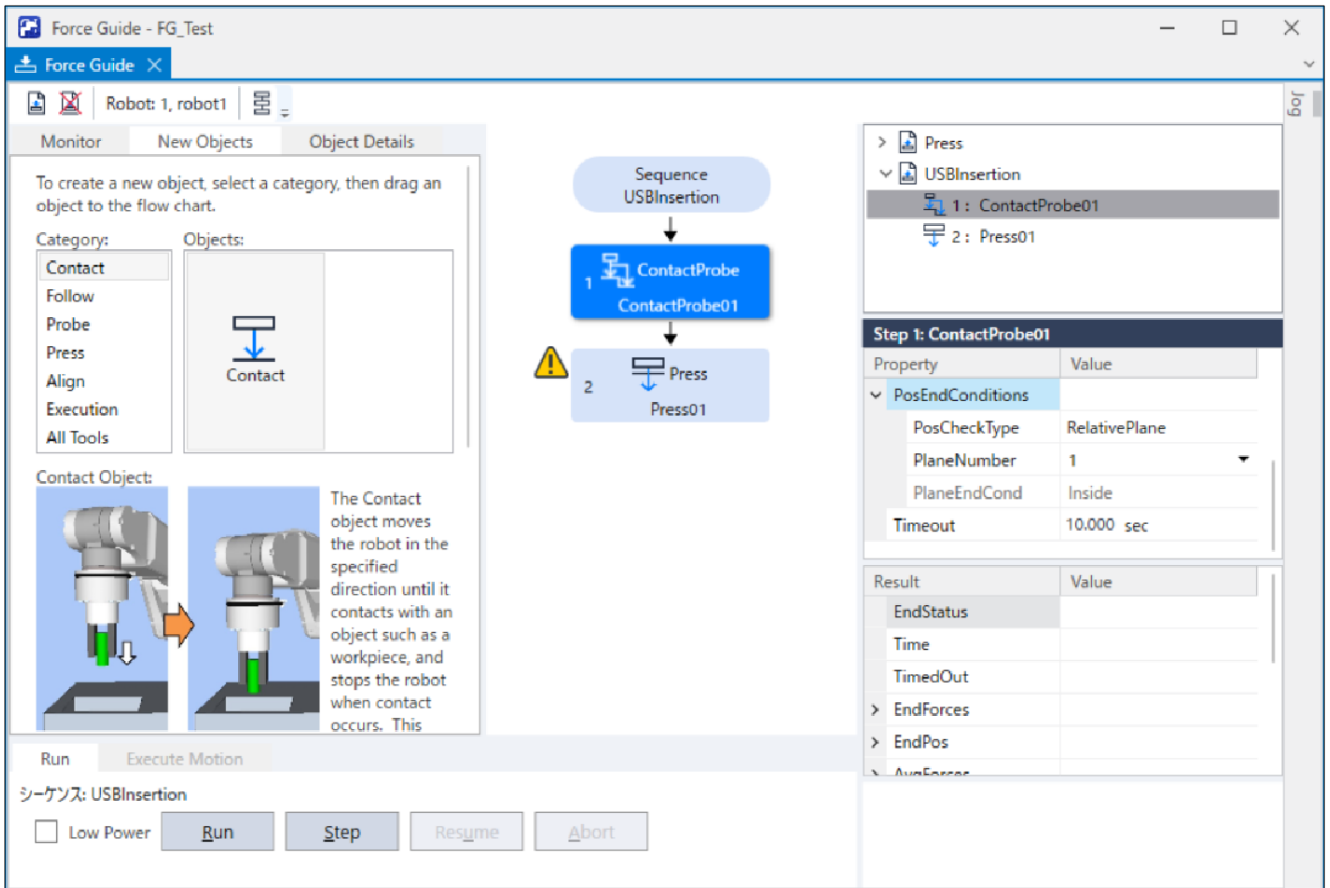 Force Guide - FG_Test
Force Guide
Robot: 1, robot1
Jog
Monitor
New Objects
Object Details
To create a new object, select a category, then drag an
object to the flow chart.
Category:
Objects:
Contact
Follow
Probe
Press
Align
Execution
All Tools
Contact
Contact Object:
The Contact
object moves
the robot in the
specified
direction until it
contacts with an
object such as a
workpiece, and
stops the robot
when contact
occurs. This
Sequence
USBInsertion
1
ContactProbe
ContactProbe01
2
Press
Press01
Press
USBInsertion
1 : ContactProbe01
2 : Press01
Step 1: ContactProbe01
Property Value
PosEndConditions
PosCheckType RelativePlane
PlaneNumber 1
PlaneEndCond Inside
Timeout 10.000 sec
Result Value
EndStatus
Time
TimedOut
EndForces
EndPos
AvgForces
Run
Execute Motion
シーケンス: USBInsertion
Low Power
Run
Step
Resume
Abort